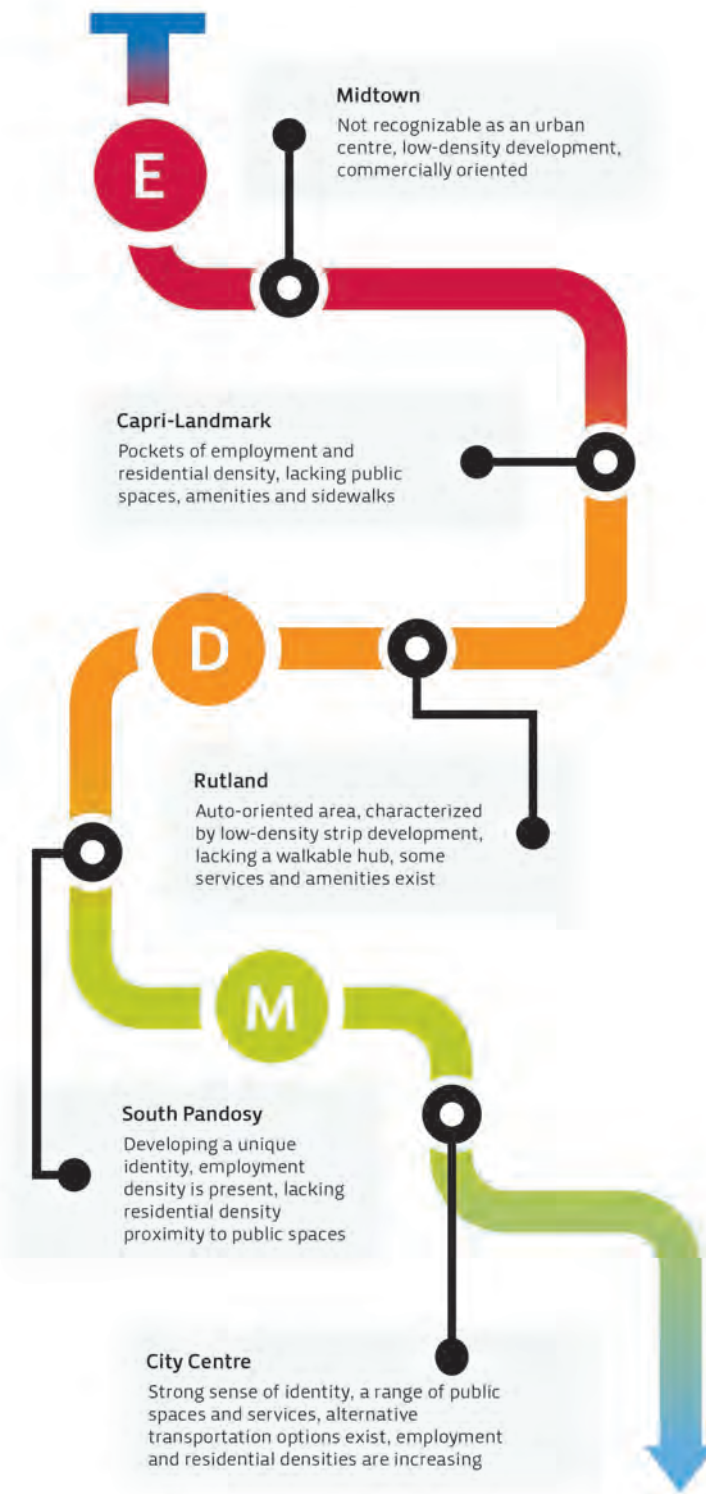 E
Midtown
Not recognizable as an urban
centre, low-density development,
commercially oriented
Capri-Landmark
Pockets of employment and
residential density, lacking public
spaces, amenities and sidewalks
D
Rutland
Auto-oriented area, characterized
by low-density strip development,
lacking a walkable hub, some
services and amenities exist
M
South Pandosy
Developing a unique
identity, employment
density is present, lacking
residential density
proximity to public spaces
City Centre
Strong sense of identity, a range of public
spaces and services, alternative
transportation options exist, employment
and residential densities are increasing